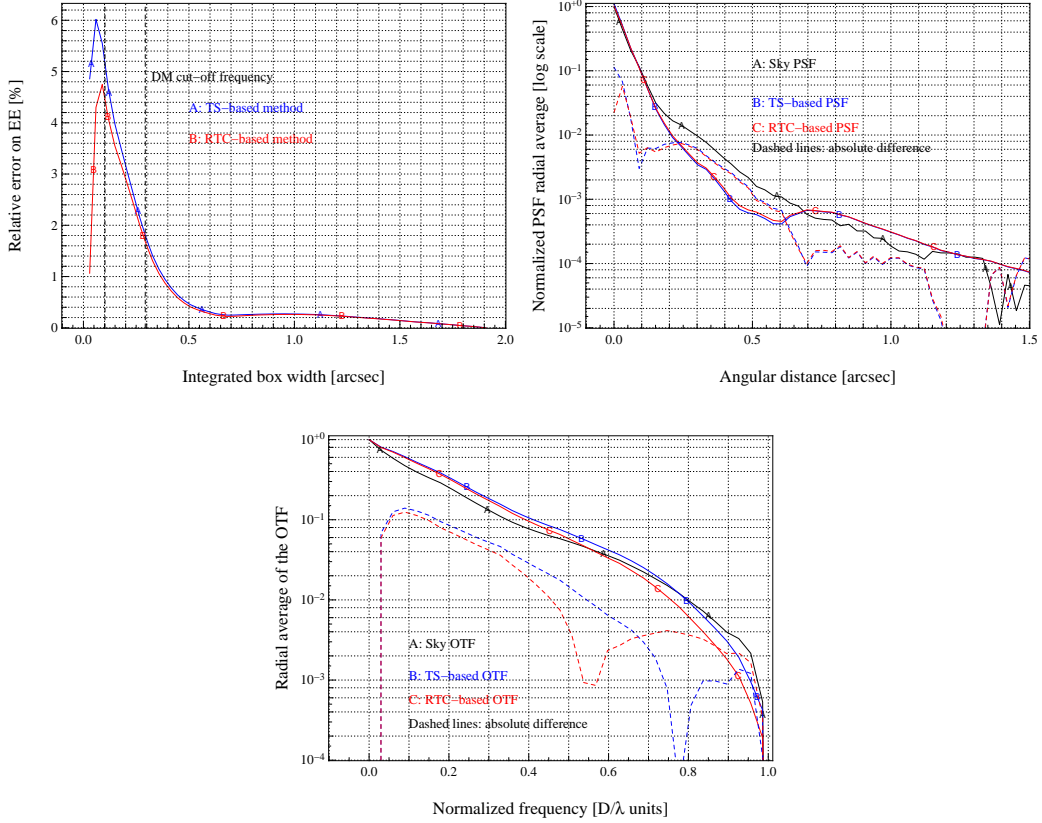 Relative error on EE [%]
6
5
4
3
2
1
0
A
A
A
A
A
A
B
B
B
B
B
B
DM cut−off frequency
A: TS−based method
B: RTC−based method
0.0 0.5 1.0 1.5 2.0
Integrated box width [arcsec]
Normalized PSF radial average [log scale]
10+0
10−1
10−2
10−3
10−4
10−5
A
A
A
A
A
A
B
B
B
B
C
C
C
C
A: Sky PSF
B: TS−based PSF
C: RTC−based PSF
Dashed lines: absolute difference
0.0 0.5 1.0 1.5
Angular distance [arcsec]
Radial average of the OTF
10+0
10−1
10−2
10−3
10−4
A
A
A
A
A
B
B
B
B
C
C
C
C
A: Sky OTF
B: TS−based OTF
C: RTC−based OTF
Dashed lines: absolute difference
0.0 0.2 0.4 0.6 0.8 1.0
Normalized frequency [D/λ units]